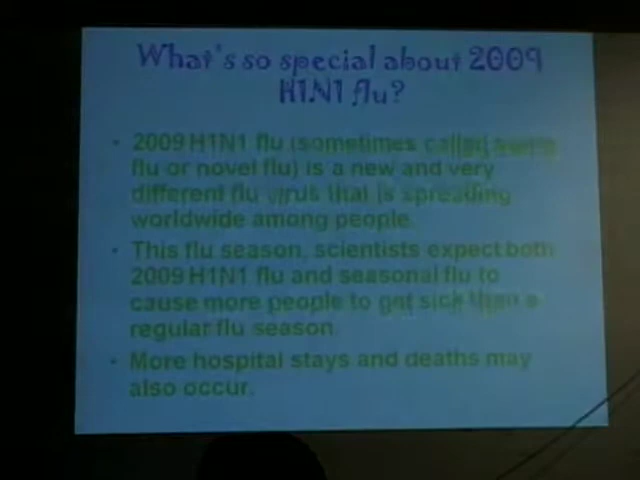 What's so special about 2009
H1N1 flu?
• 2009 H1N1 flu (sometimes called swine
flu or novel flu) is a new and very
different flu virus that is spreading
worldwide among people.
• This flu season, scientists expect both
2009 H1N1 flu and seasonal flu to
cause more people to get sick than a
regular flu season.
• More hospital stays and deaths may
also occur.